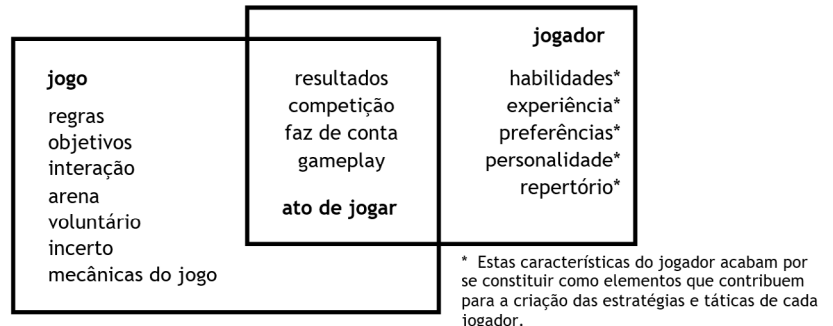 jogo
regras
objetivos
interação
arena
voluntário
incerto
mecânicas do jogo
resultados
competição
faz de conta
gameplay
ato de jogar
jogador
habilidades*
experiência*
preferências*
personalidade*
repertório*
* Estas características do jogador acabam por
se constituir como elementos que contribuem
para a criação das estratégias e táticas de cada
jogador.